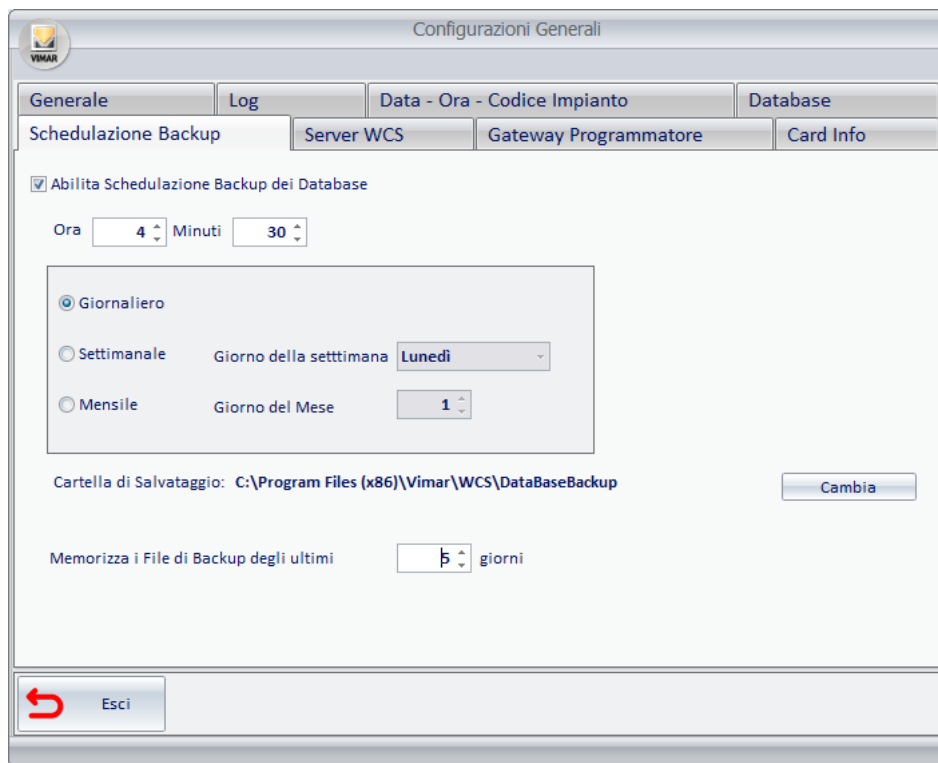 Configurazioni Generali
VIMAR
Generale Log Data - Ora - Codice Impianto Database
Schedulazione Backup Server WCS Gateway Programmatore Card Info
Abilita Schedulazione Backup dei Database
Ora 4 Minuti 30
Giornaliero
Settimanale Giorno della setttimana Lunedì
Mensile Giorno del Mese 1
Cartella di Salvataggio: C:\Program Files (x86)\Vimar\WCS\DataBaseBackup Cambia
Memorizza i File di Backup degli ultimi 5 giorni
Esci